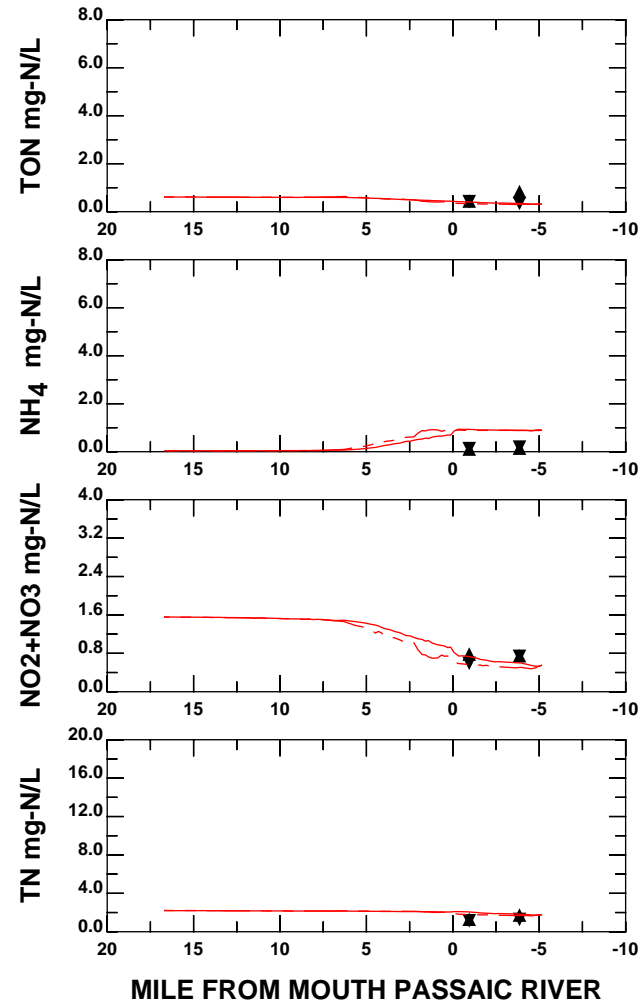 TON mg-N/L
8.0
6.0
4.0
2.0
0.0
20 15 10 5 0 -5 -10
NH4 mg-N/L
8.0
6.0
4.0
2.0
0.0
20 15 10 5 0 -5 -10
NO2+NO3 mg-N/L
4.0
3.2
2.4
1.6
0.8
0.0
20 15 10 5 0 -5 -10
TN mg-N/L
20.0
16.0
12.0
8.0
4.0
0.0
20 15 10 5 0 -5 -10
MILE FROM MOUTH PASSAIC RIVER